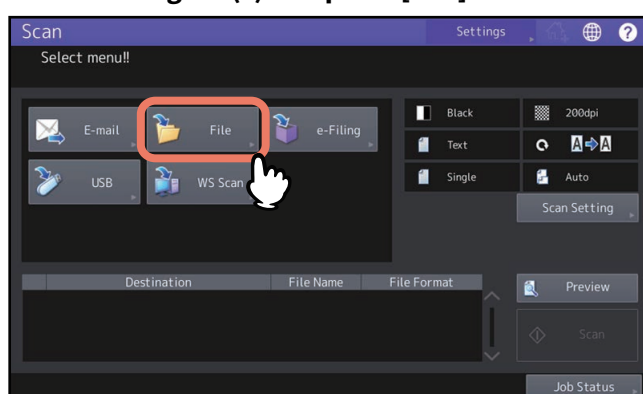 Scan
Settings
?
Select menu!!
E-mail
File
e-Filing
USB
WS Scan
Black
200dpi
Text
A A
Single
Auto
Scan Setting
Destination File Name File Format
Preview
Scan
Job Status